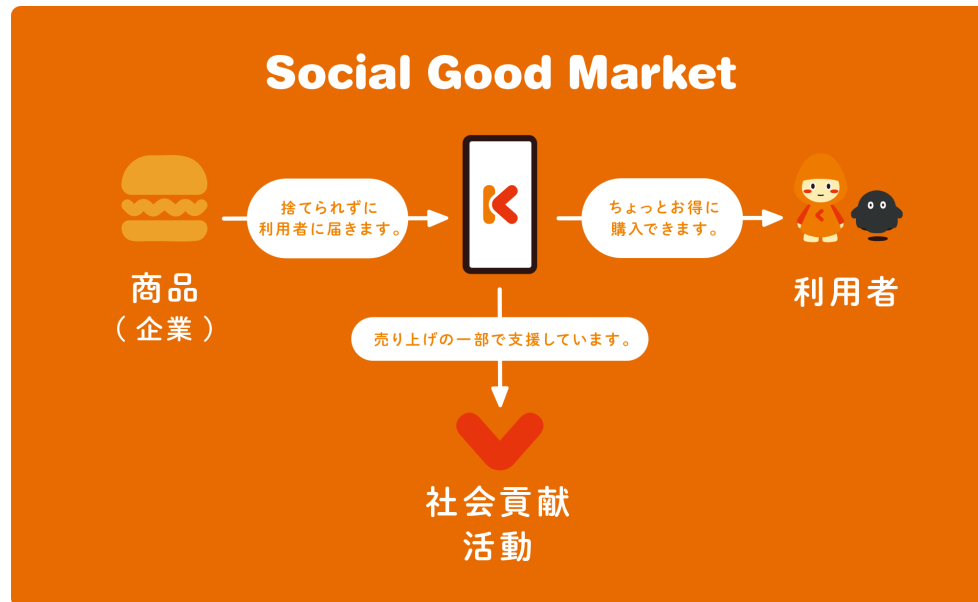 Social Good Market
捨てられずに
利用者に届きます。
ちょっとお得に
購入できます。
商品
（企業）
利用者
売り上げの一部で支援しています。
社会貢献
活動